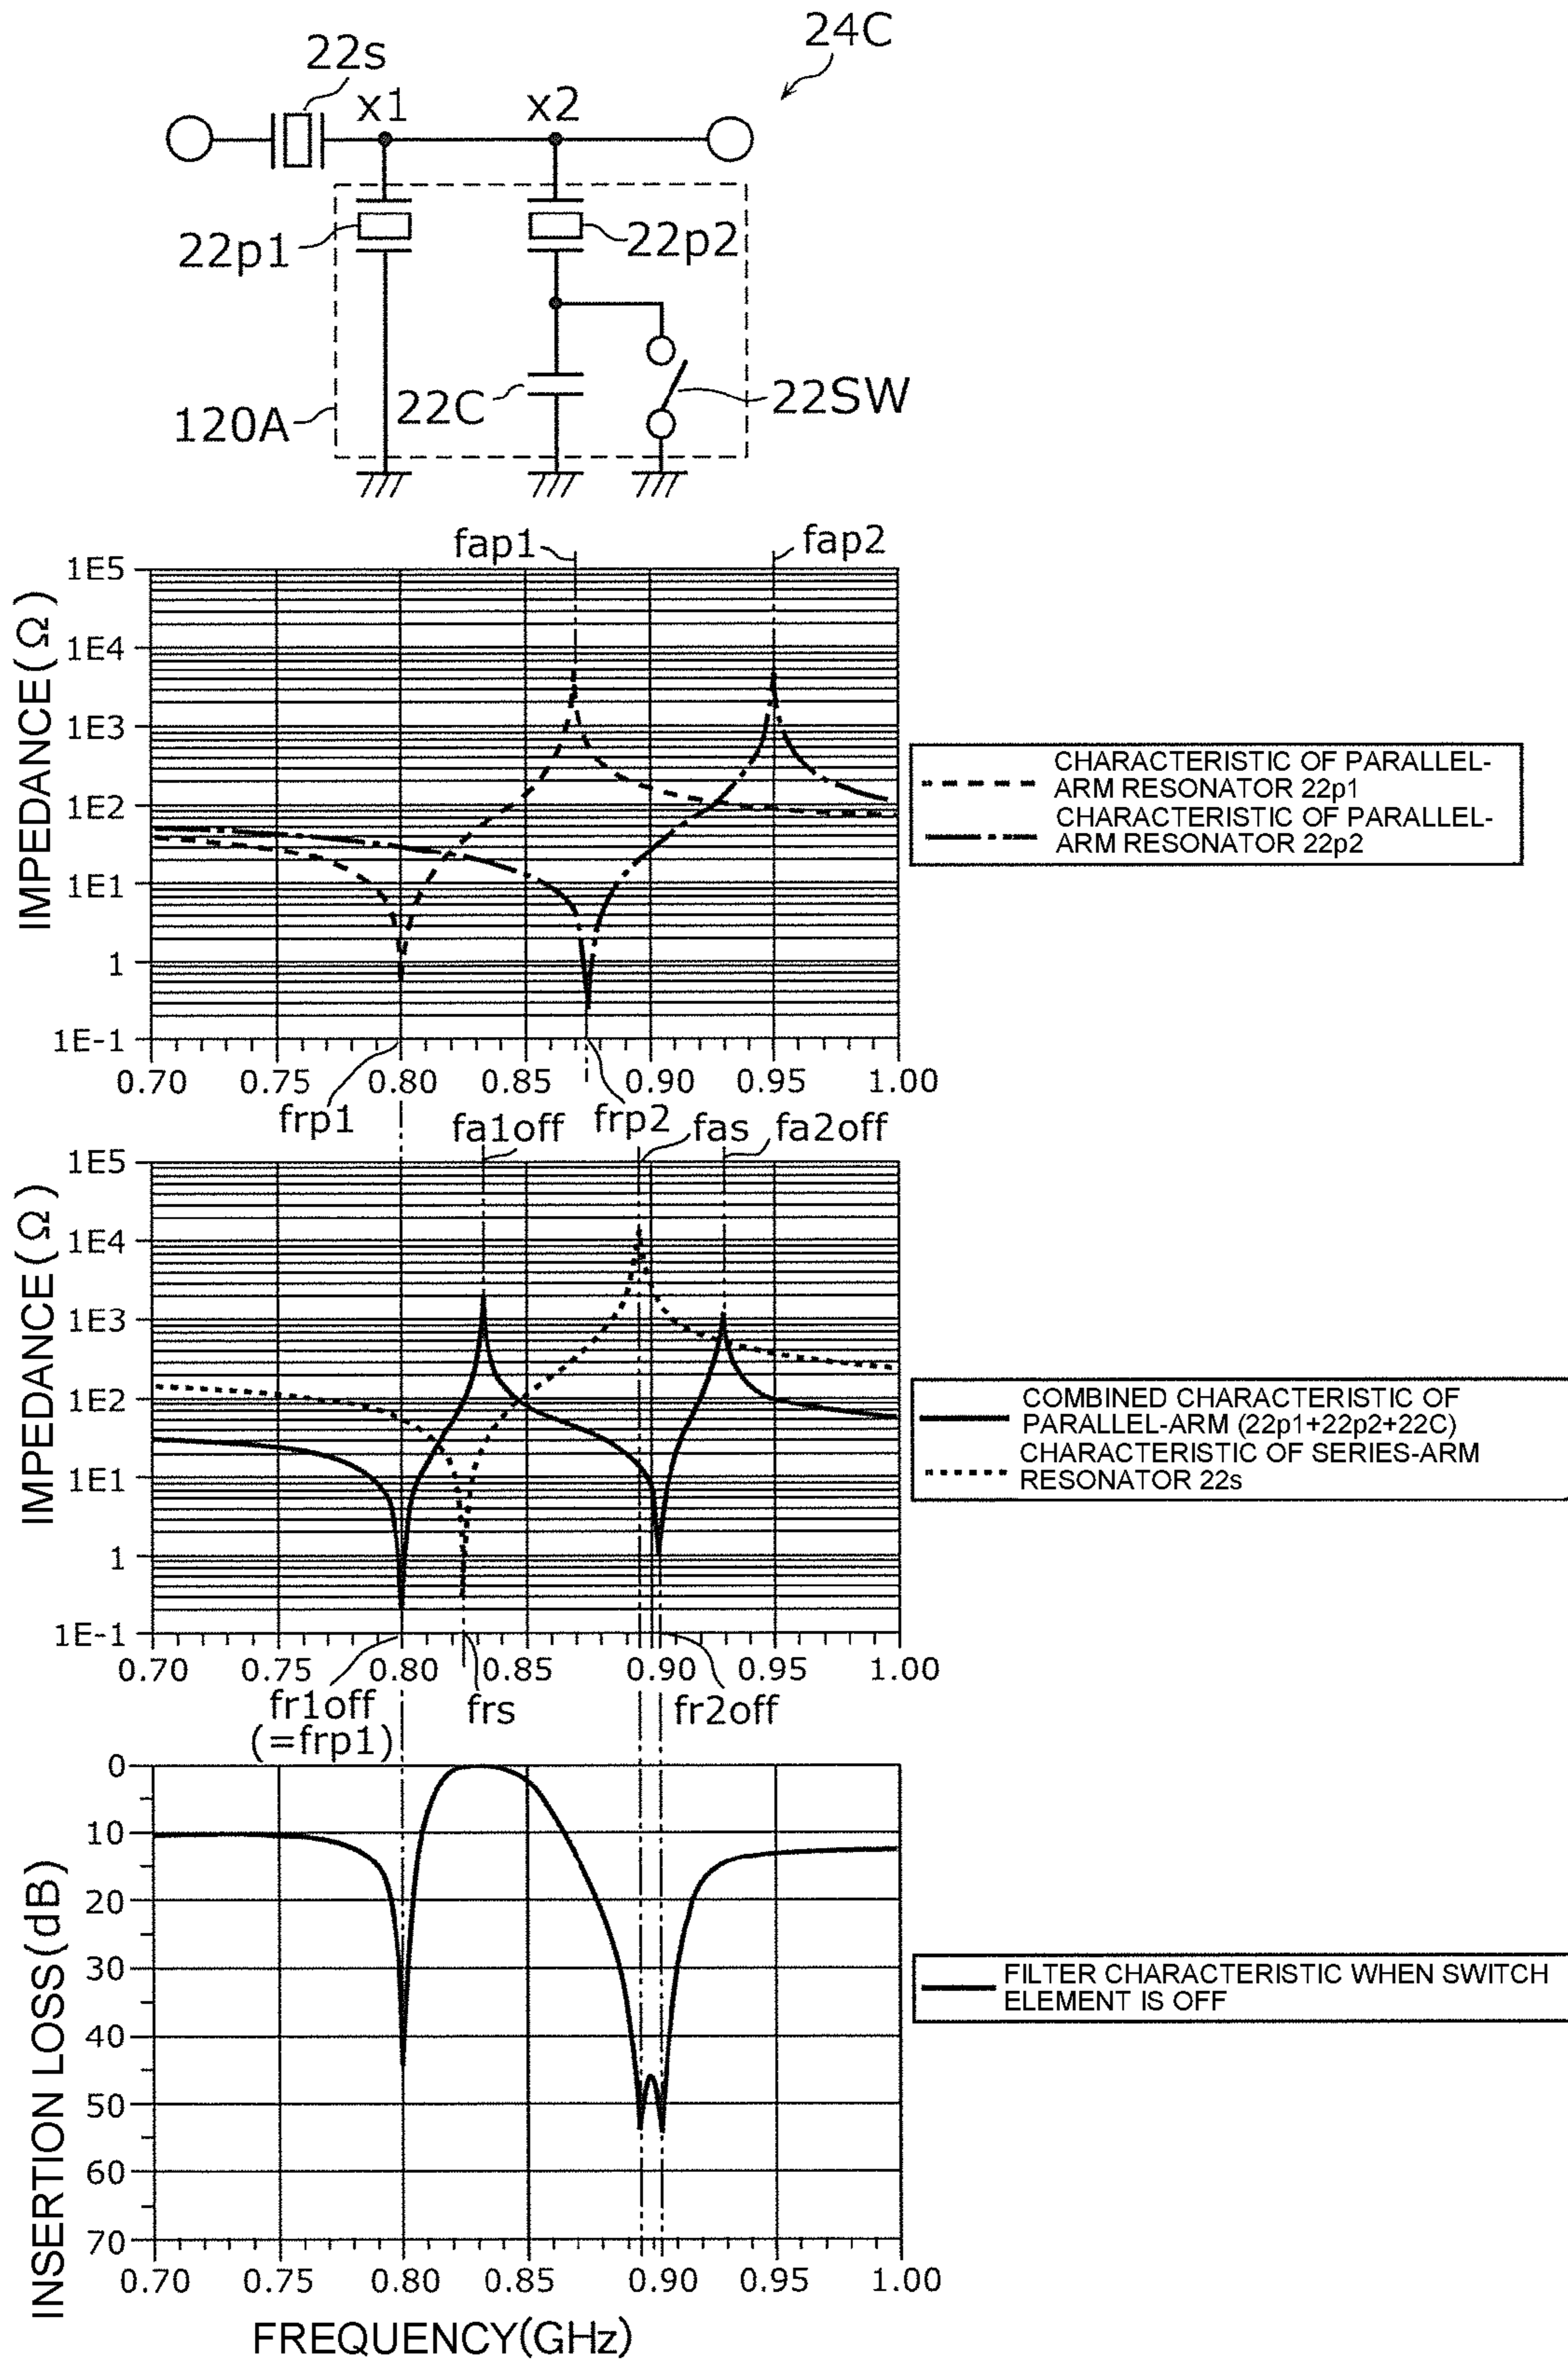 24C
22s
x1
x2
22p1
22p2
22C
22SW
120A
fap1
fap2
IMPEDANCE(Ω)
1E5
1E4
1E3
1E2
1E1
1
1E-1
0.70 0.75 0.80 0.85 0.90 0.95 1.00
frp1
frp2
CHARACTERISTIC OF PARALLEL-
ARM RESONATOR 22p1
CHARACTERISTIC OF PARALLEL-
ARM RESONATOR 22p2
fa1off
fas
fa2off
IMPEDANCE(Ω)
1E5
1E4
1E3
1E2
1E1
1
1E-1
0.70 0.75 0.80 0.85 0.90 0.95 1.00
fr1off
(=frp1)
frs
fr2off
COMBINED CHARACTERISTIC OF
PARALLEL-ARM (22p1+22p2+22C)
CHARACTERISTIC OF SERIES-ARM
RESONATOR 22s
INSERTION LOSS(dB)
0
10
20
30
40
50
60
70
0.70 0.75 0.80 0.85 0.90 0.95 1.00
FREQUENCY(GHz)
FILTER CHARACTERISTIC WHEN SWITCH
ELEMENT IS OFF